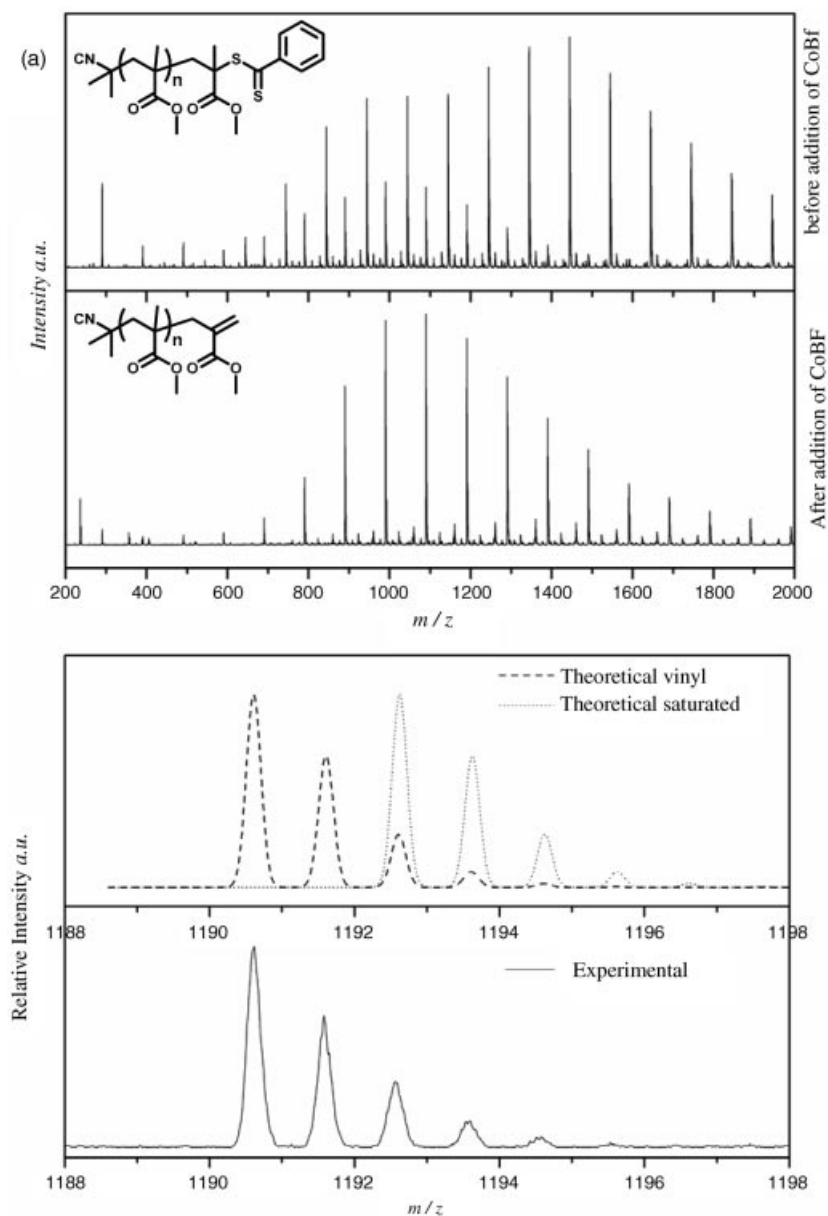 (a)
CN
n
S
S
O
O
O
O
before addition of CoBf
Intensity a.u.
CN
n
O
O
O
O
After addition of CoBF
200 400 600 800 1000 1200 1400 1600 1800 2000
m / z
Theoretical vinyl
Theoretical saturated
1188 1190 1192 1194 1196 1198
Relative Intensity a.u.
Experimental
1188 1190 1192 1194 1196 1198
m / z